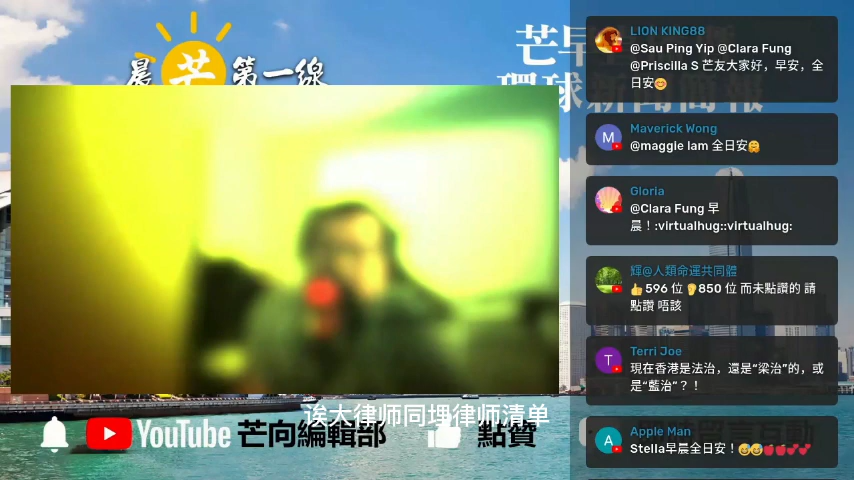 晨芒第一線
芒早
環球新聞簡報
LION KING88
@Sau Ping Yip @Clara Fung
@Priscilla S 芒友大家好，早安，全
日安😊
Maverick Wong
M
@maggie lam 全日安🤗
Gloria
@Clara Fung 早
晨！:virtualhug::virtualhug:
輝@人類命運共同體
👍596 位 👂850 位 而未點讚的 請
點讚 唔該
Terri Joe
T
現在香港是法治，還是“梁治”的，或
是“藍治”？！
Apple Man
A
Stella早晨全日安！😅😅🍎🍎💕💕
诶大律师同埋律师清单
YouTube 芒向編輯部 點贊 留言互動